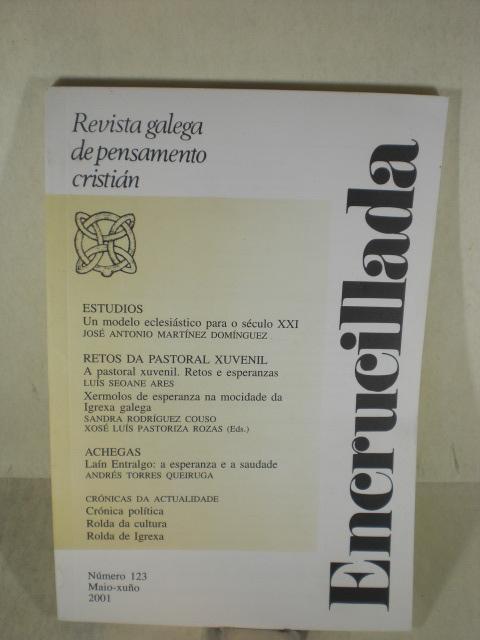 Revista galega
de pensamento
cristián
Encrucillada
ESTUDIOS
Un modelo eclesiástico para o século XXI
JOSÉ ANTONIO MARTÍNEZ DOMÍNGUEZ
RETOS DA PASTORAL XUVENIL
A pastoral xuvenil. Retos e esperanzas
LUÍS SEOANE ARES
Xermolos de esperanza na mocidade da
Igrexa galega
SANDRA RODRÍGUEZ COUSO
XOSÉ LUÍS PASTORIZA ROZAS (Eds.)
ACHEGAS
Laín Entralgo: a esperanza e a saudade
ANDRÉS TORRES QUEIRUGA
CRÓNICAS DA ACTUALIDADE
Crónica política
Rolda da cultura
Rolda de Igrexa
Número 123
Maio-xuño
2001